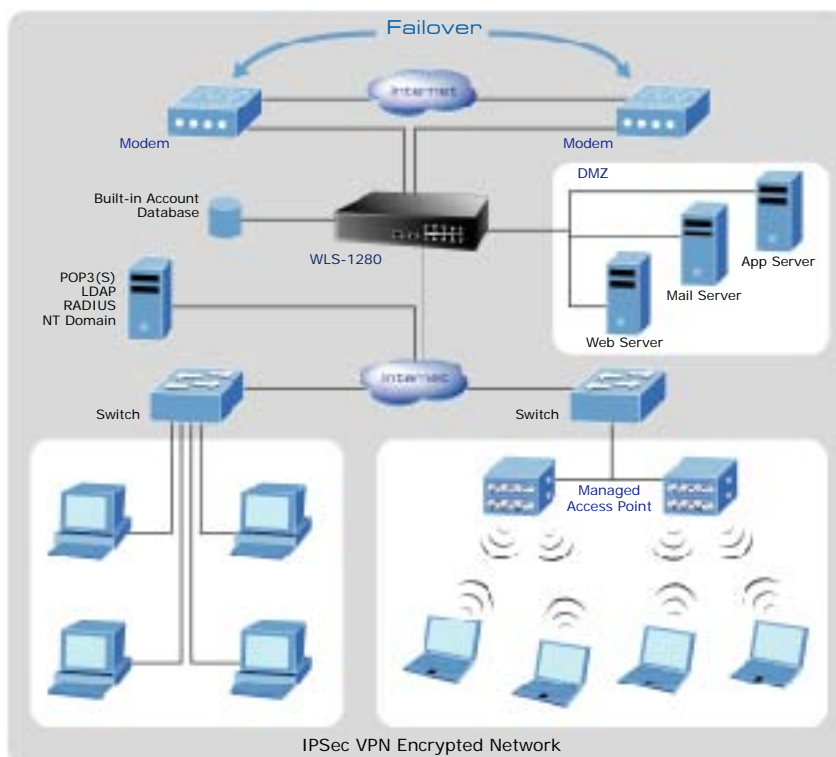 Failover
Internet
Modem
Modem
DMZ
Built-in Account
Database
WLS-1280
App Server
Mail Server
Web Server
POP3(S)
LDAP
RADIUS
NT Domain
Internet
Switch
Switch
Managed
Access Point
IPSec VPN Encrypted Network